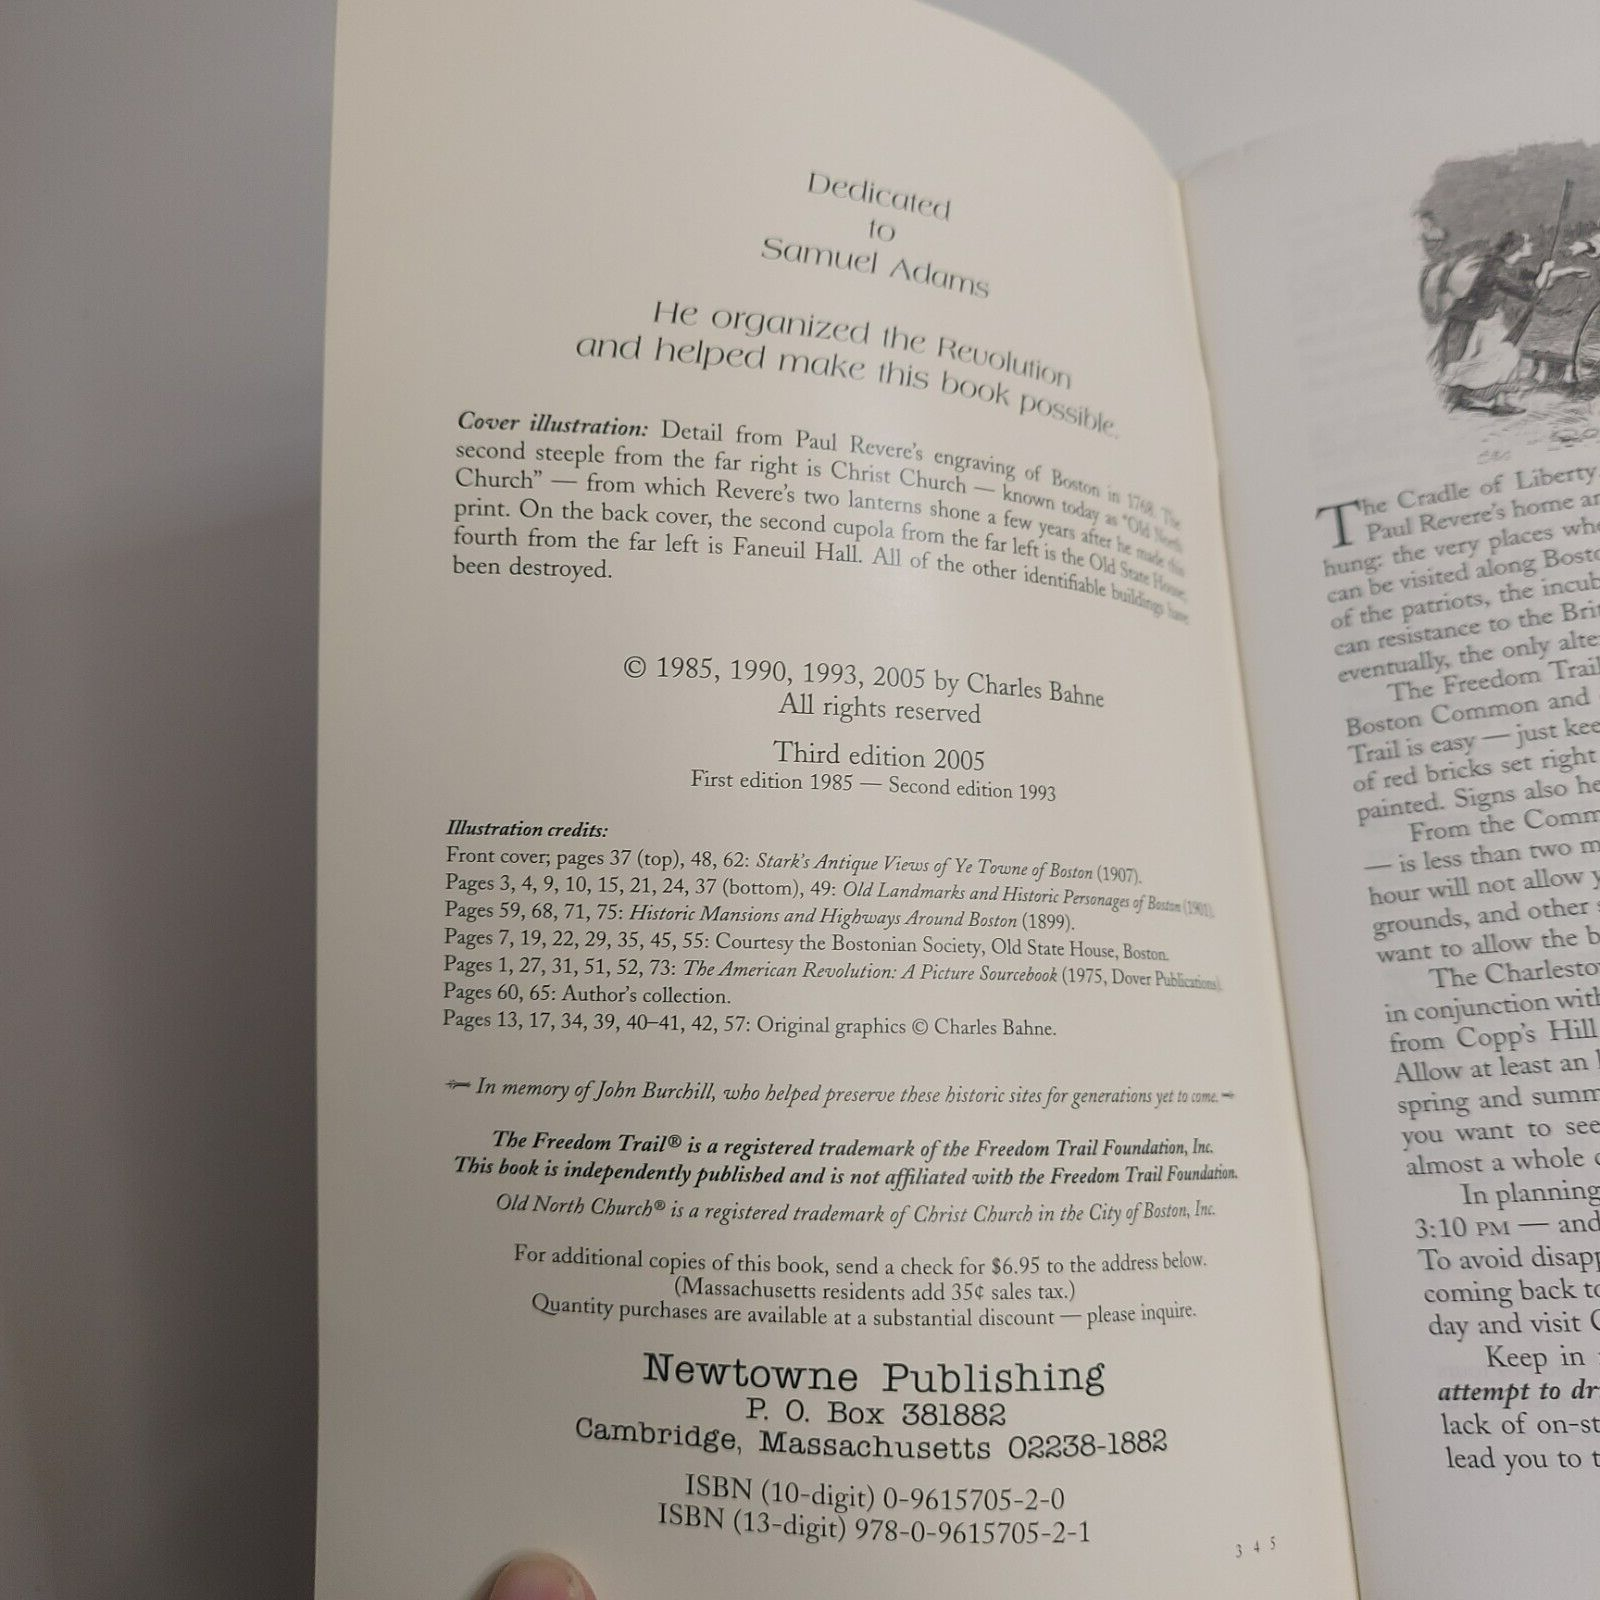 Dedicated
to
Samuel Adams
He organized the Revolution
and helped make this book possible.
Cover illustration: Detail from Paul Revere's engraving of Boston in 1768. The
second steeple from the far right is Christ Church — known today as "Old North
Church" — from which Revere's two lanterns shone a few years after he made this
print. On the back cover, the second cupola from the far left is the Old State House;
fourth from the far left is Faneuil Hall. All of the other identifiable buildings have
been destroyed.
© 1985, 1990, 1993, 2005 by Charles Bahne
All rights reserved
Third edition 2005
First edition 1985 — Second edition 1993
Illustration credits:
Front cover; pages 37 (top), 48, 62: Stark's Antique Views of Ye Towne of Boston (1907).
Pages 3, 4, 9, 10, 15, 21, 24, 37 (bottom), 49: Old Landmarks and Historic Personages of Boston (1901).
Pages 59, 68, 71, 75: Historic Mansions and Highways Around Boston (1899).
Pages 7, 19, 22, 29, 35, 45, 55: Courtesy the Bostonian Society, Old State House, Boston.
Pages 1, 27, 31, 51, 52, 73: The American Revolution: A Picture Sourcebook (1975, Dover Publications).
Pages 60, 65: Author's collection.
Pages 13, 17, 34, 39, 40–41, 42, 57: Original graphics © Charles Bahne.
In memory of John Burchill, who helped preserve these historic sites for generations yet to come.
The Freedom Trail® is a registered trademark of the Freedom Trail Foundation, Inc.
This book is independently published and is not affiliated with the Freedom Trail Foundation.
Old North Church® is a registered trademark of Christ Church in the City of Boston, Inc.
For additional copies of this book, send a check for $6.95 to the address below.
(Massachusetts residents add 35¢ sales tax.)
Quantity purchases are available at a substantial discount — please inquire.
Newtowne Publishing
P. O. Box 381882
Cambridge, Massachusetts 02238-1882
ISBN (10-digit) 0-9615705-2-0
ISBN (13-digit) 978-0-9615705-2-1
3 4 5
The Cradle of Liberty.
Paul Revere's home an
hung: the very places whe
can be visited along Bosto
of the patriots, the incub
can resistance to the Brit
eventually, the only alte
The Freedom Trail
Boston Common and
Trail is easy — just kee
of red bricks set right
painted. Signs also he
From the Comm
— is less than two m
hour will not allow y
grounds, and other s
want to allow the b
The Charlesto
in conjunction with
from Copp's Hill
Allow at least an
spring and summ
you want to see
almost a whole
In planning
3:10 PM — and
To avoid disapp
coming back to
day and visit
Keep in
attempt to dr
lack of on-st
lead you to t